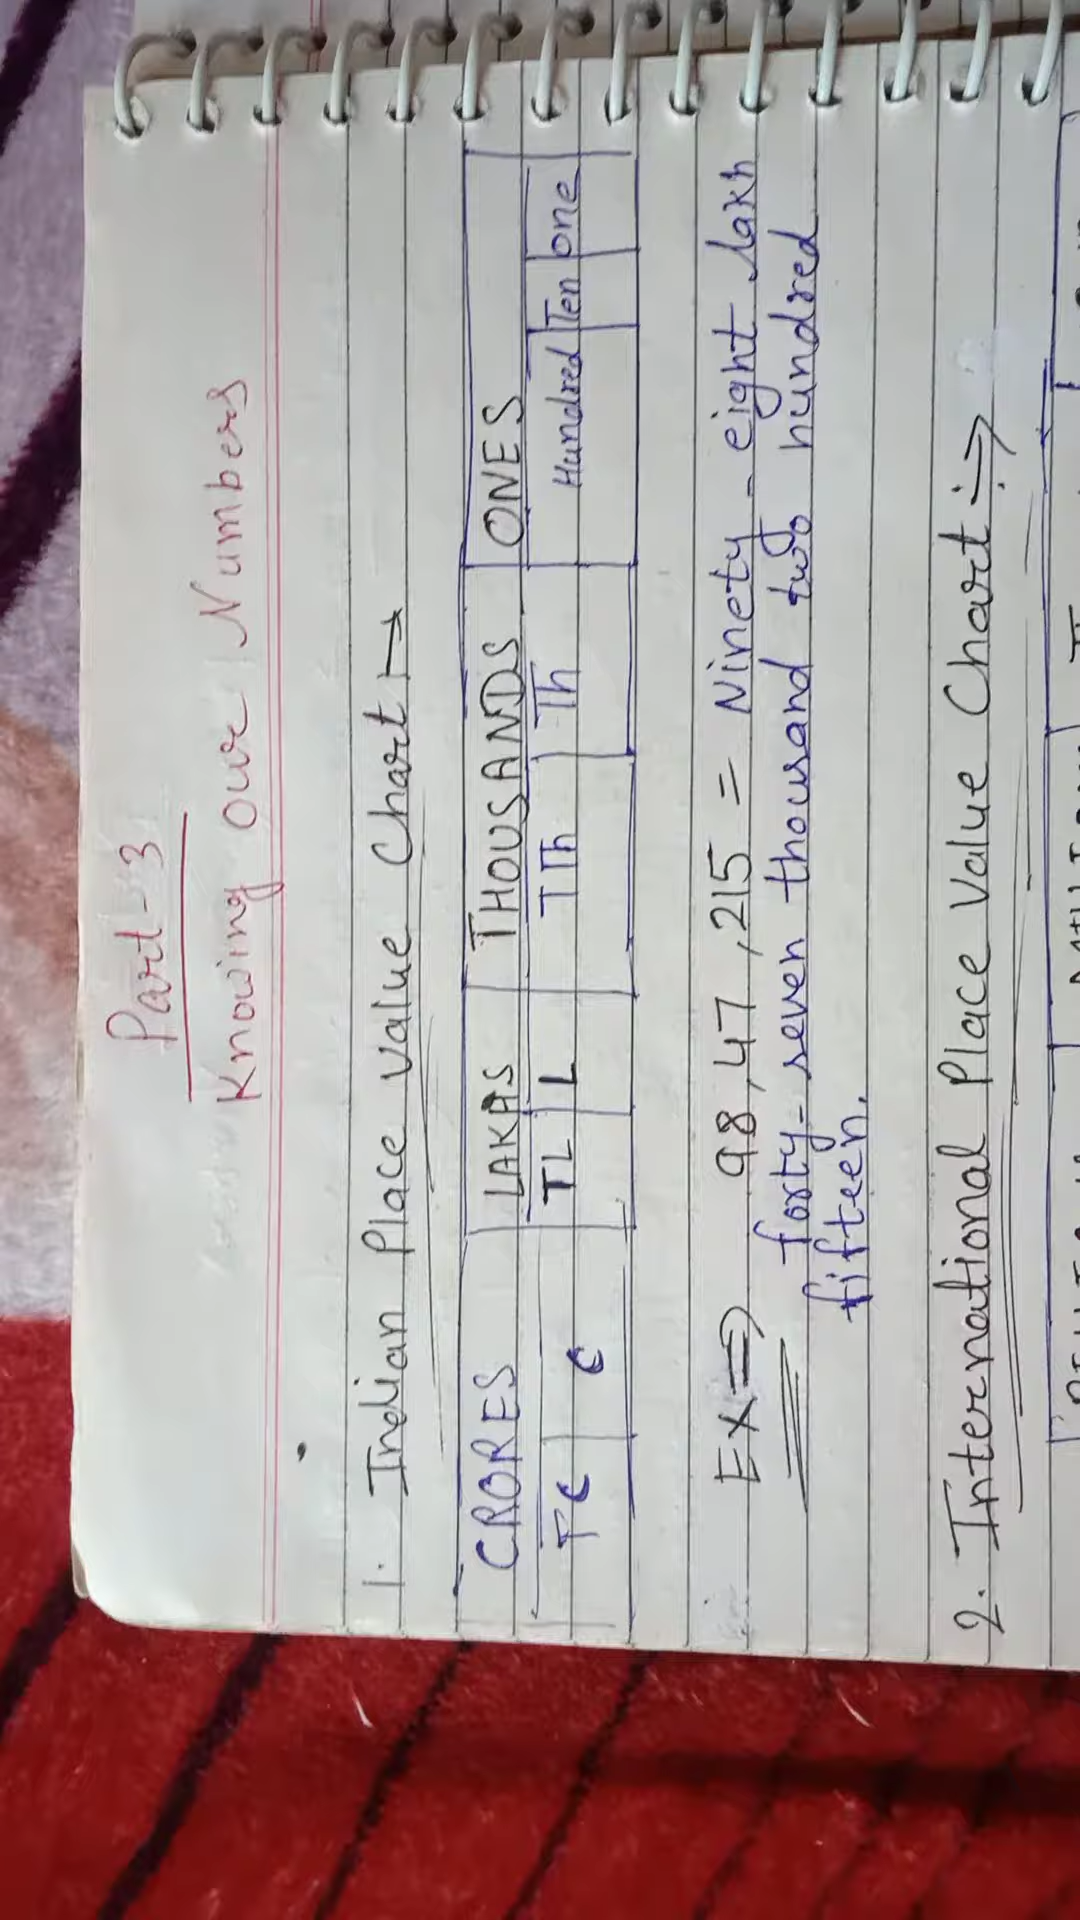 Part-3
Knowing our Numbers
1. Indian Place value Chart →
CRORES LAKHS THOUSANDS ONES
TC C TL L TTh Th Hundred Ten one
EX ⇒ 98,47,215 = Ninety-eight lakh
forty-seven thousand two hundred
fifteen.
2. International Place Value Chart :→